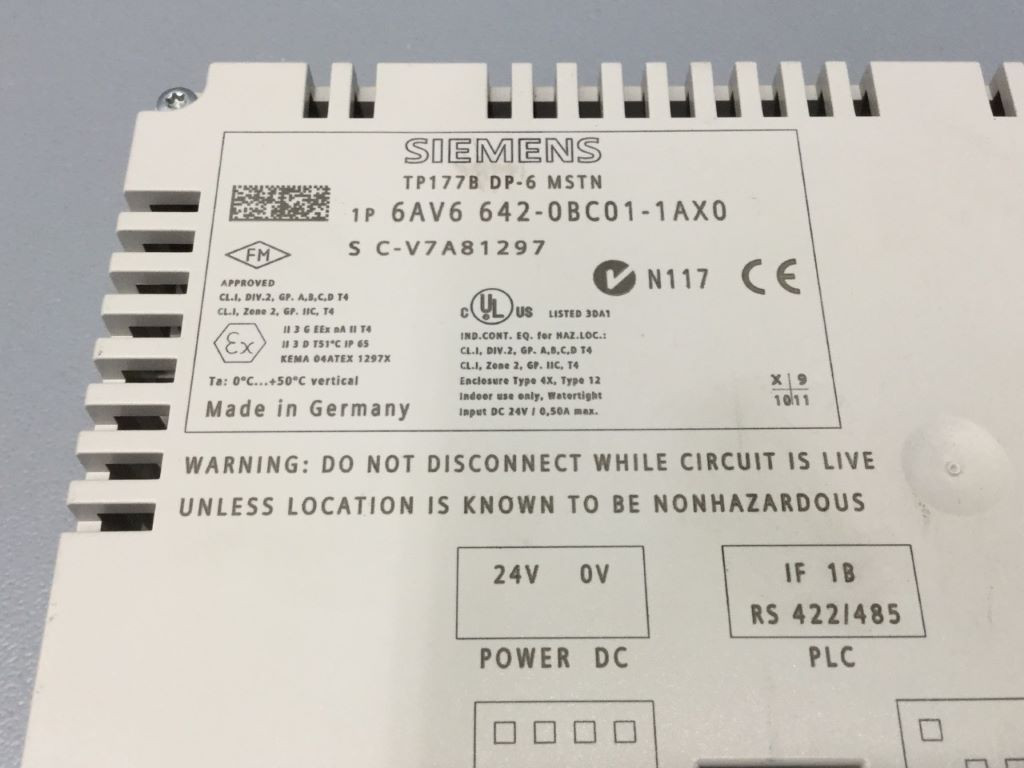 SIEMENS
TP177B DP-6 MSTN
1P 6AV6 642-0BC01-1AX0
S C-V7A81297
FM
N117 CE
APPROVED
CL.I, DIV.2, GP. A,B,C,D T4
CL.I, Zone 2, GP. IIC, T4
Ex
II 3 G EEx nA II T4
II 3 D T51°C IP 65
KEMA 04ATEX 1297X
Ta: 0°C...+50°C vertical
Made in Germany
C UL US LISTED 3DA1
IND.CONT. EQ. for HAZ.LOC.:
CL.I, DIV.2, GP. A,B,C,D T4
CL.I, Zone 2, GP. IIC, T4
Enclosure Type 4X, Type 12
Indoor use only, Watertight
Input DC 24V / 0,50A max.
X 9
10 11
WARNING: DO NOT DISCONNECT WHILE CIRCUIT IS LIVE
UNLESS LOCATION IS KNOWN TO BE NONHAZARDOUS
24V 0V
POWER DC
IF 1B
RS 422/485
PLC